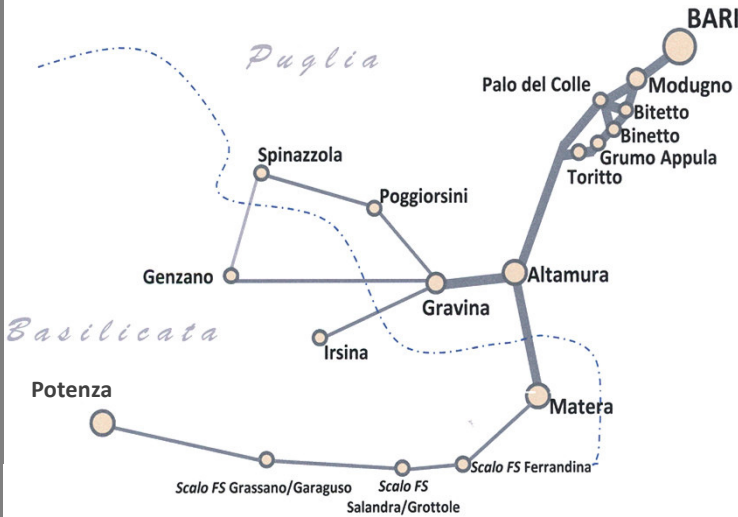 BARI
Puglia
Palo del Colle
Modugno
Bitetto
Binetto
Grumo Appula
Toritto
Spinazzola
Poggiorsini
Genzano
Altamura
Gravina
Basilicata
Irsina
Potenza
Matera
Scalo FS Ferrandina
Scalo FS Grassano/Garaguso
Scalo FS
Salandra/Grottole